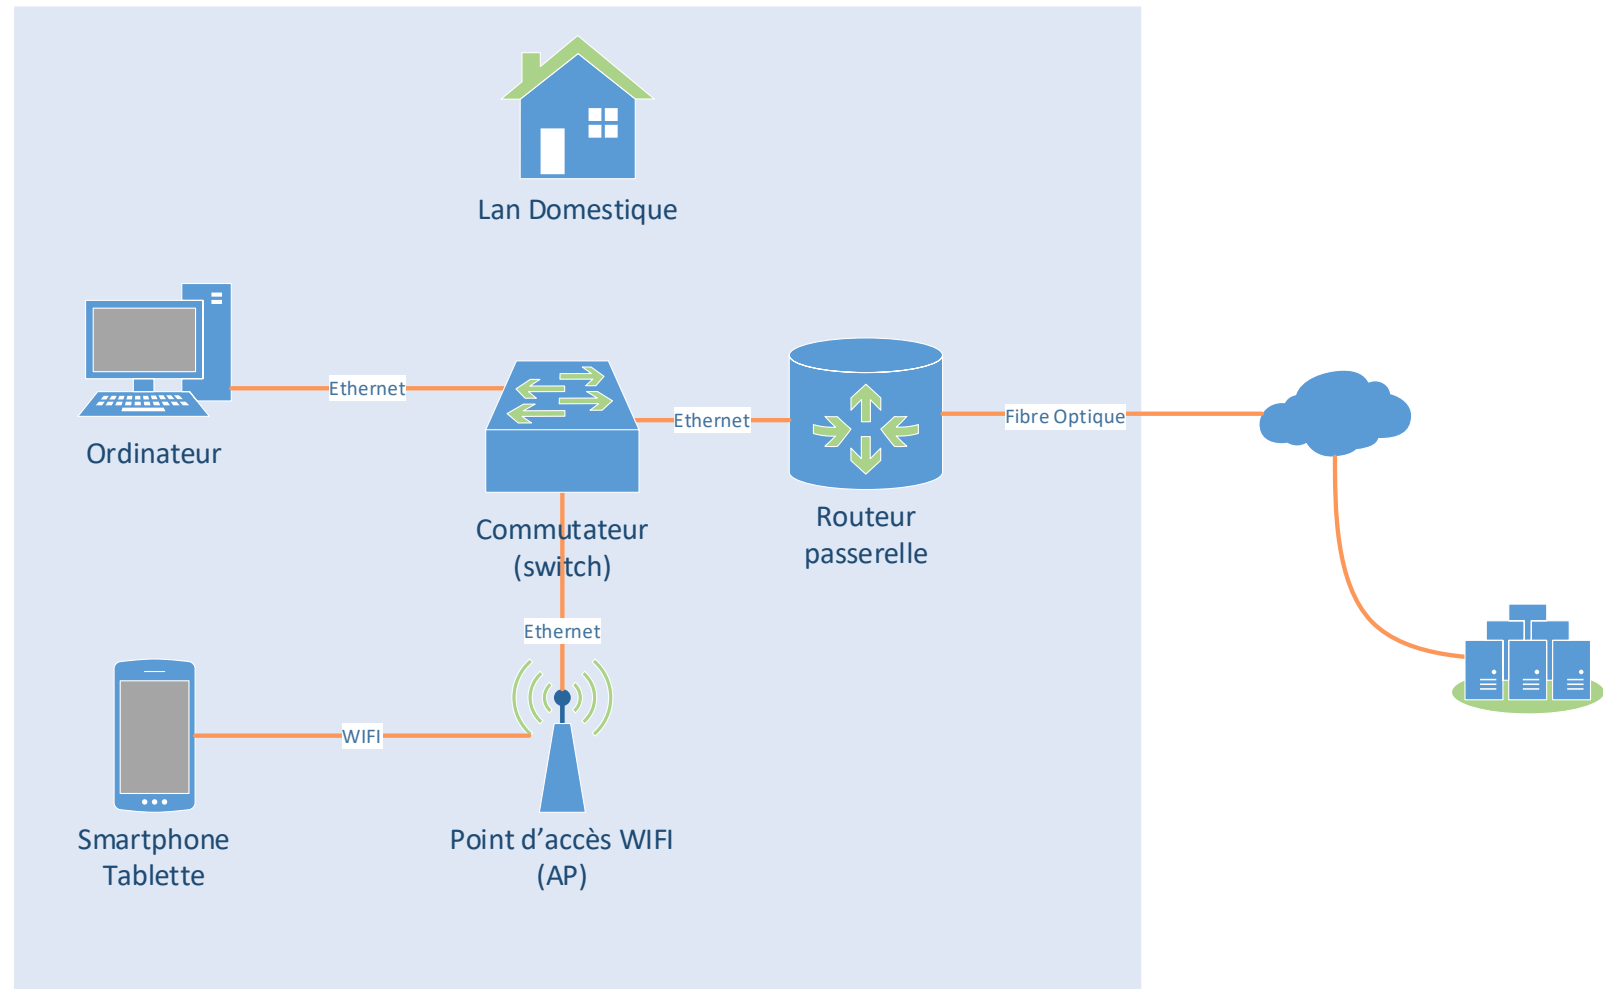 Lan Domestique
Ethernet
Ordinateur
Ethernet
Fibre Optique
Commutateur
(switch)
Routeur
passerelle
Ethernet
WIFI
Smartphone
Tablette
Point d’accès WIFI
(AP)